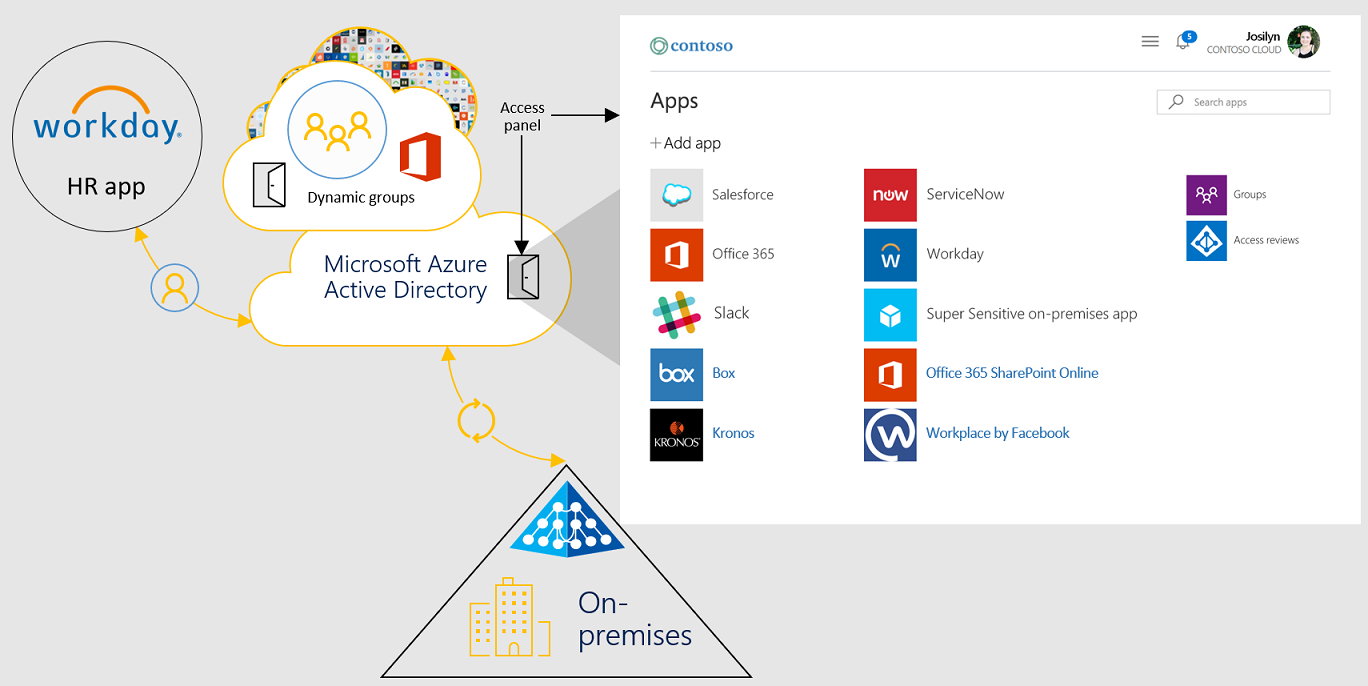 workday.
HR app
Dynamic groups
Microsoft Azure
Active Directory
Access
panel
On-
premises
contoso
5
Josilyn
CONTOSO CLOUD
Apps
Search apps
+Add app
Salesforce
Office 365
Slack
box
Box
KRONOS
Kronos
now
ServiceNow
w
Workday
Super Sensitive on-premises app
Office 365 SharePoint Online
W
Workplace by Facebook
Groups
Access reviews